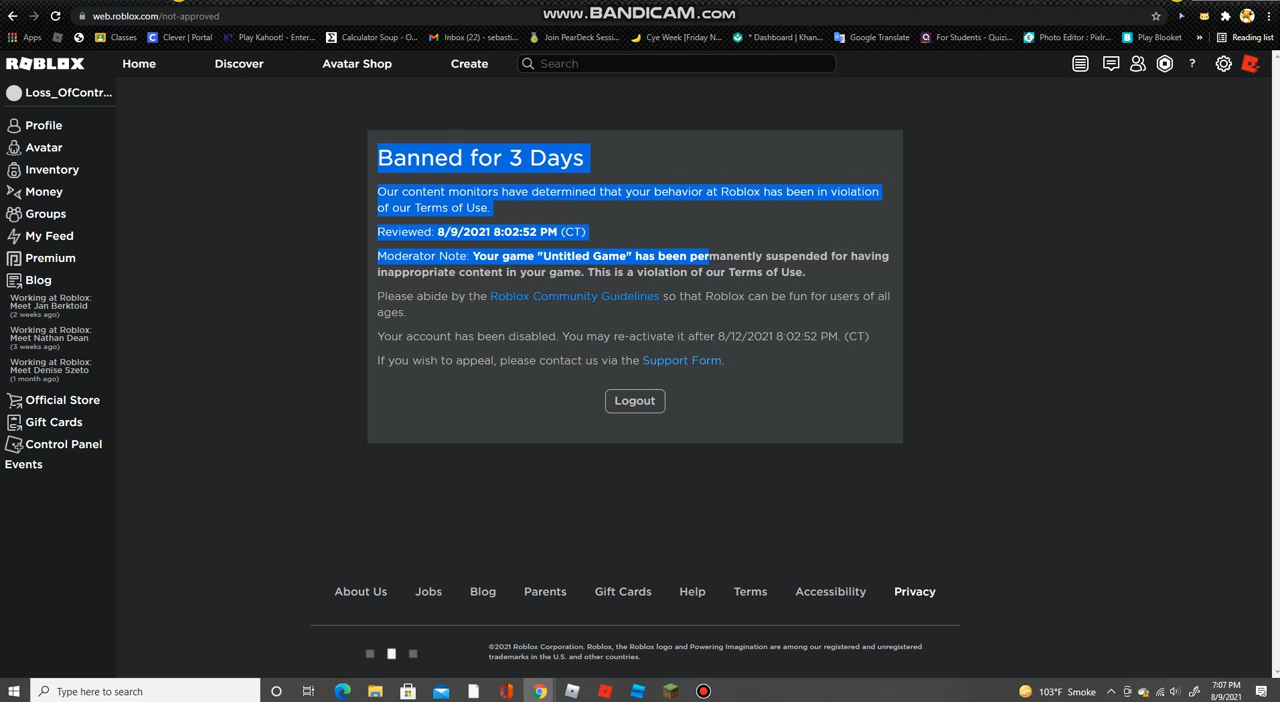 web.roblox.com/not-approved
www.BANDICAM.com
Apps
Classes
Clever | Portal
Play Kahoot! - Enter...
Calculator Soup - O...
Inbox (22) - sebasti...
Join PearDeck Sessi...
Cye Week [Friday N...
* Dashboard | Khan...
Google Translate
For Students - Quizi...
Photo Editor : Pixlr...
Play Blooket
»
Reading list
ROBLOX
Home
Discover
Avatar Shop
Create
Search
Loss_OfContr...
Profile
Avatar
Inventory
Money
Groups
My Feed
Premium
Blog
Working at Roblox:
Meet Jan Berktold
(2 weeks ago)
Working at Roblox:
Meet Nathan Dean
(3 weeks ago)
Working at Roblox:
Meet Denise Szeto
(1 month ago)
Official Store
Gift Cards
Control Panel
Events
Banned for 3 Days
Our content monitors have determined that your behavior at Roblox has been in violation
of our Terms of Use.
Reviewed: 8/9/2021 8:02:52 PM (CT)
Moderator Note: Your game "Untitled Game" has been permanently suspended for having
inappropriate content in your game. This is a violation of our Terms of Use.
Please abide by the Roblox Community Guidelines so that Roblox can be fun for users of all
ages.
Your account has been disabled. You may re-activate it after 8/12/2021 8:02:52 PM. (CT)
If you wish to appeal, please contact us via the Support Form.
Logout
About Us
Jobs
Blog
Parents
Gift Cards
Help
Terms
Accessibility
Privacy
©2021 Roblox Corporation. Roblox, the Roblox logo and Powering Imagination are among our registered and unregistered
trademarks in the U.S. and other countries.
Type here to search
103°F Smoke
7:07 PM
8/9/2021